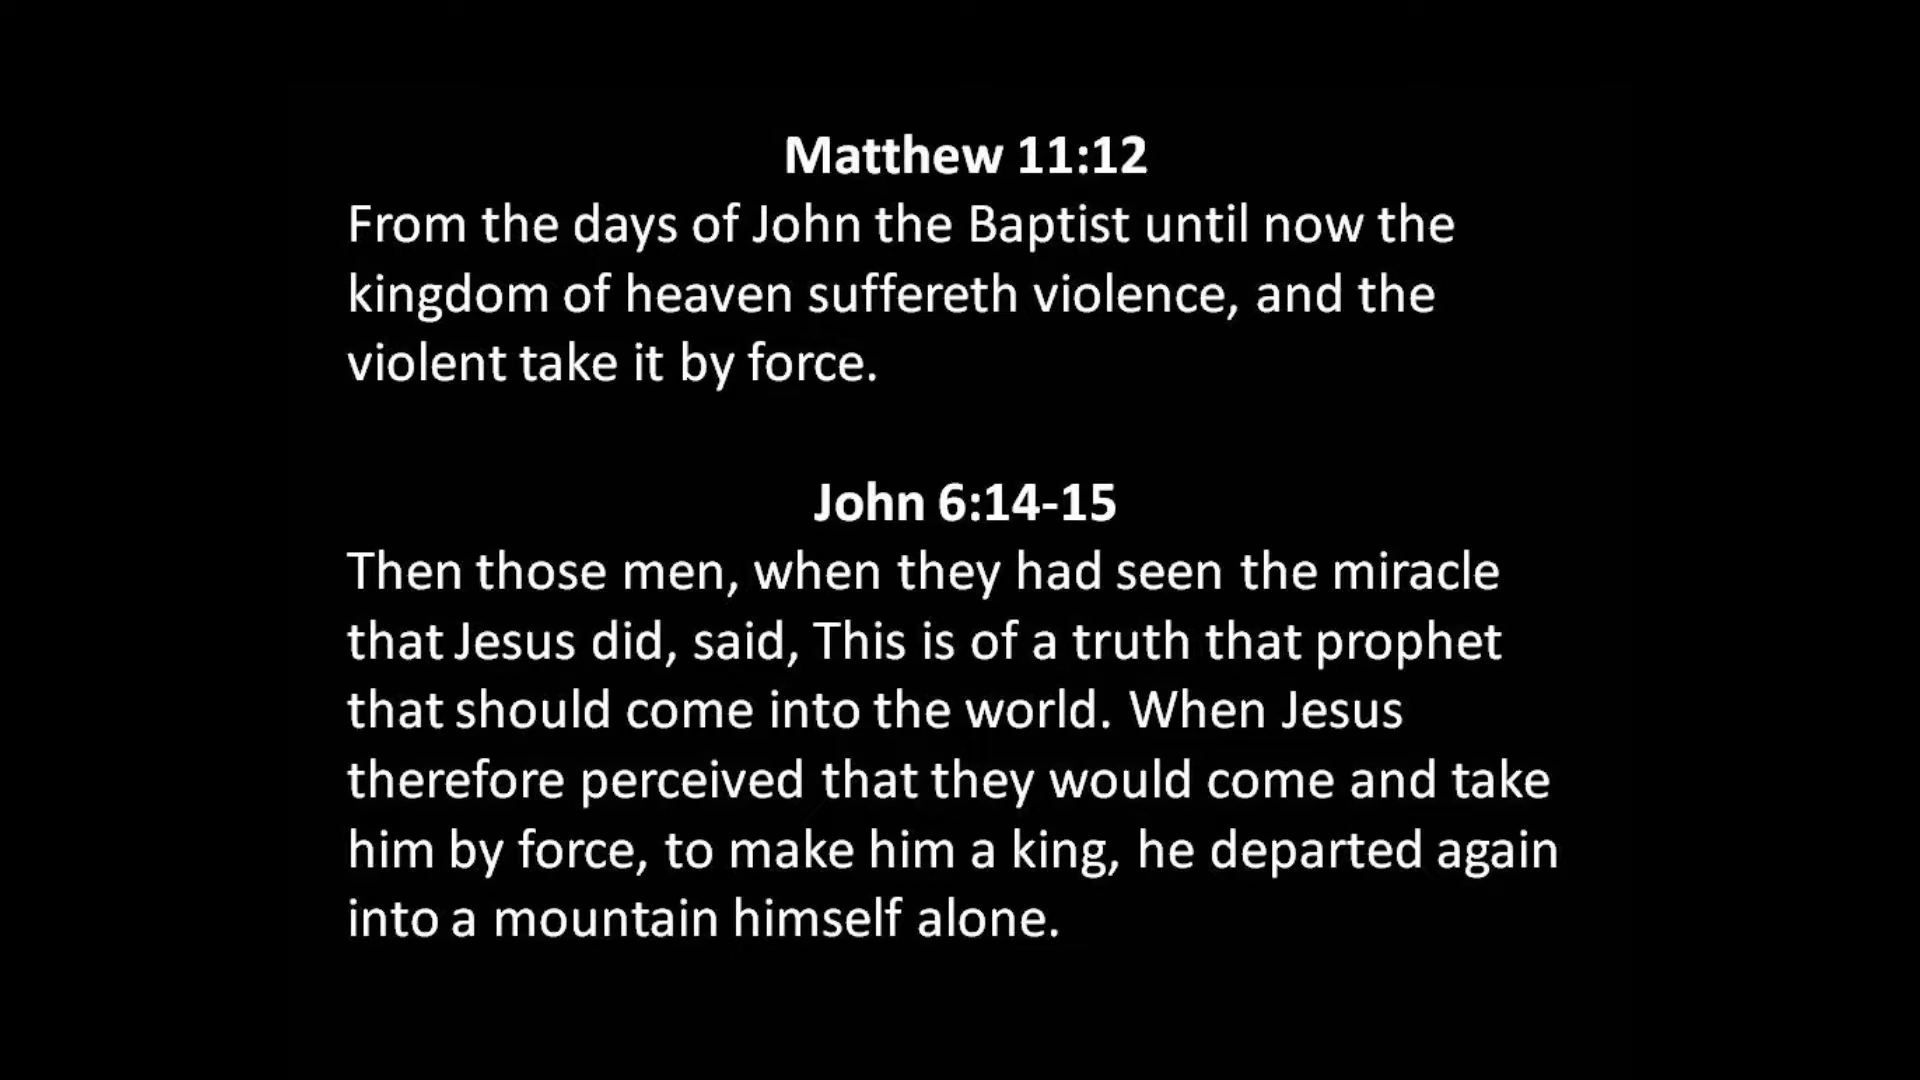 Matthew 11:12
From the days of John the Baptist until now the
kingdom of heaven suffereth violence, and the
violent take it by force.
John 6:14-15
Then those men, when they had seen the miracle
that Jesus did, said, This is of a truth that prophet
that should come into the world. When Jesus
therefore perceived that they would come and take
him by force, to make him a king, he departed again
into a mountain himself alone.